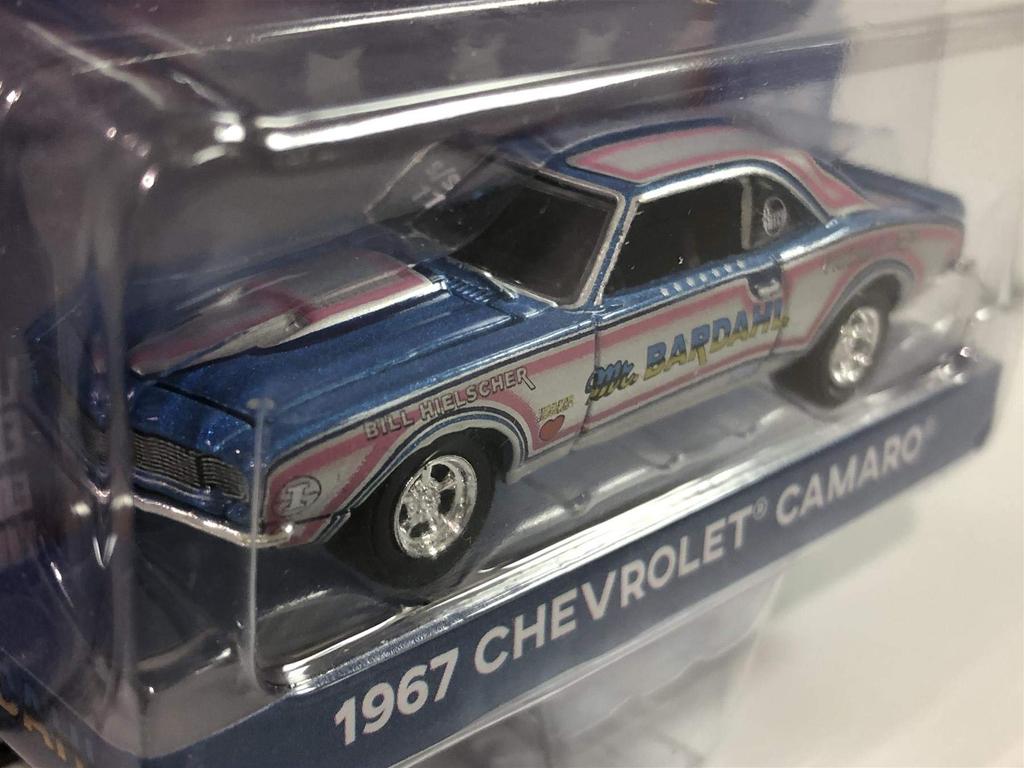 BILL HIELSCHER
Mr. BARDAHL
1967 CHEVROLET® CAMARO®